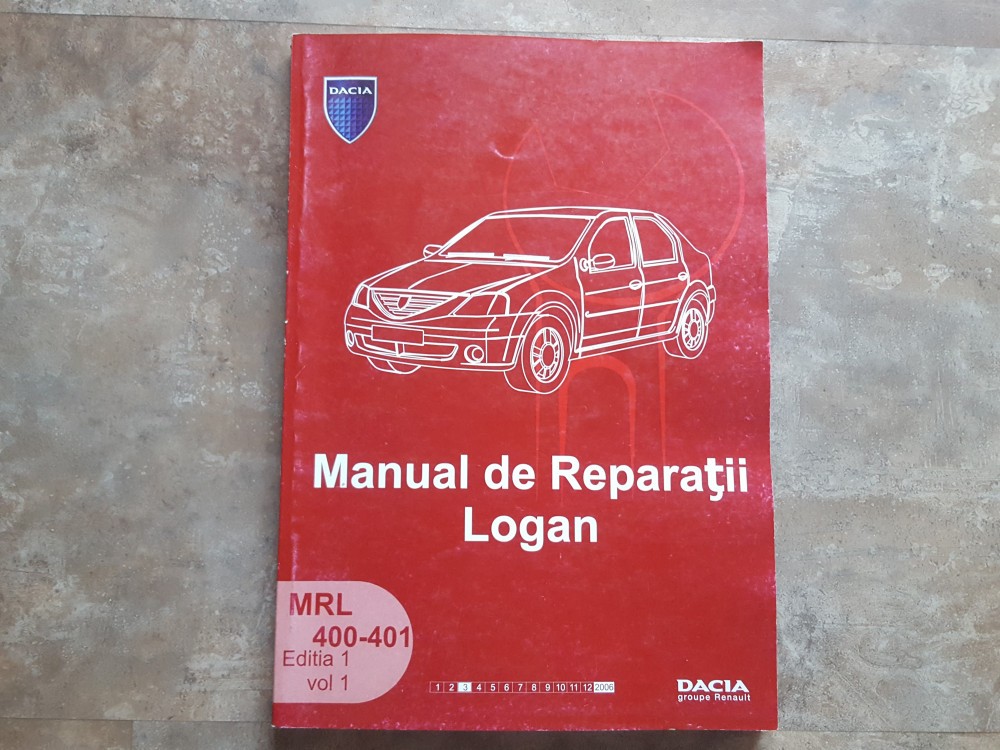 DACIA
Manual de Reparaţii
Logan
MRL
400-401
Editia 1
vol 1
1 2 3 4 5 6 7 8 9 10 11 12 2006
DACIA
groupe Renault